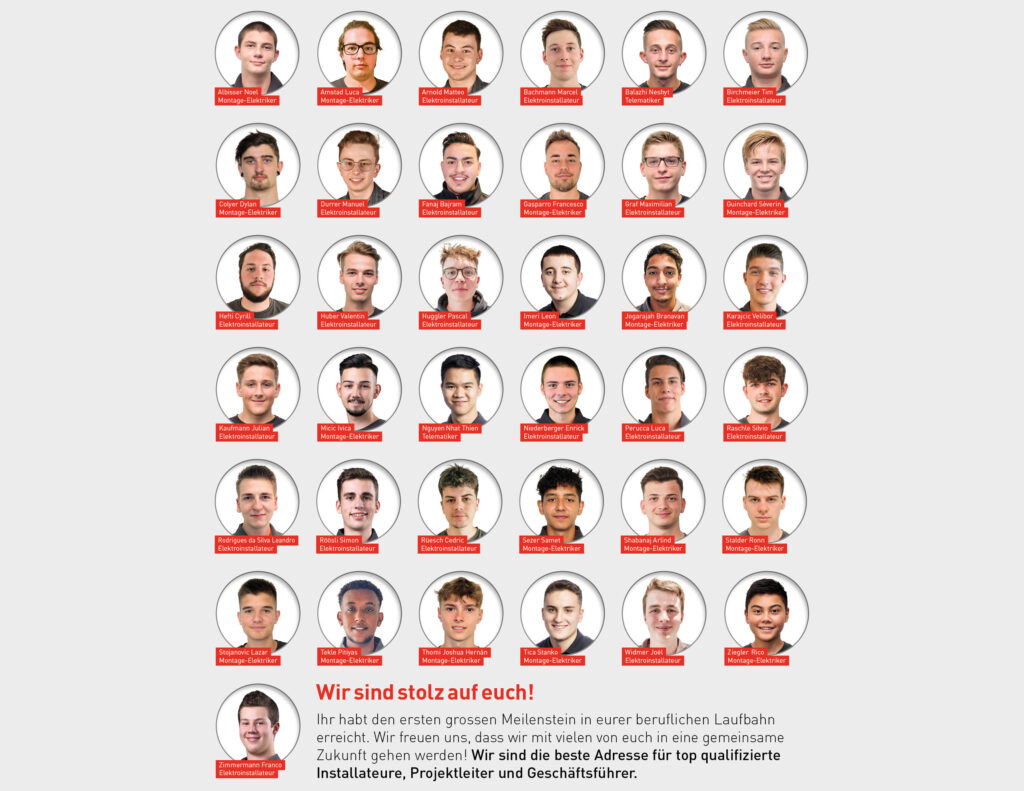 Albisser Noel
Montage-Elektriker
Amstad Luca
Montage-Elektriker
Arnold Matteo
Elektroinstallateur
Bachmann Marcel
Elektroinstallateur
Balazhi Neshyt
Telematiker
Birchmeier Tim
Elektroinstallateur
Colyer Dylan
Montage-Elektriker
Durrer Manuel
Elektroinstallateur
Fanaj Bajram
Elektroinstallateur
Gasparro Francesco
Montage-Elektriker
Graf Maximilian
Elektroinstallateur
Guinchard Séverin
Montage-Elektriker
Hefti Cyrill
Elektroinstallateur
Huber Valentin
Elektroinstallateur
Huggler Pascal
Elektroinstallateur
Imeri Leon
Montage-Elektriker
Jogarajah Branavan
Montage-Elektriker
Karajcic Velibor
Elektroinstallateur
Kaufmann Julian
Elektroinstallateur
Micic Ivica
Montage-Elektriker
Nguyen Nhat Thien
Telematiker
Niederberger Enrick
Elektroinstallateur
Perucca Luca
Elektroinstallateur
Raschle Silvio
Elektroinstallateur
Rodrigues da Silva Leandro
Elektroinstallateur
Röösli Simon
Elektroinstallateur
Rüesch Cedric
Elektroinstallateur
Sezer Samet
Montage-Elektriker
Shabanaj Arlind
Montage-Elektriker
Stalder Ronn
Montage-Elektriker
Stojanovic Lazar
Montage-Elektriker
Tekle Pitiyas
Montage-Elektriker
Thomi Joshua Hernán
Montage-Elektriker
Tica Stanko
Montage-Elektriker
Widmer Joël
Elektroinstallateur
Ziegler Rico
Montage-Elektriker
Zimmermann Franco
Elektroinstallateur
Wir sind stolz auf euch!
Ihr habt den ersten grossen Meilenstein in eurer beruflichen Laufbahn
erreicht. Wir freuen uns, dass wir mit vielen von euch in eine gemeinsame
Zukunft gehen werden! Wir sind die beste Adresse für top qualifizierte
Installateure, Projektleiter und Geschäftsführer.